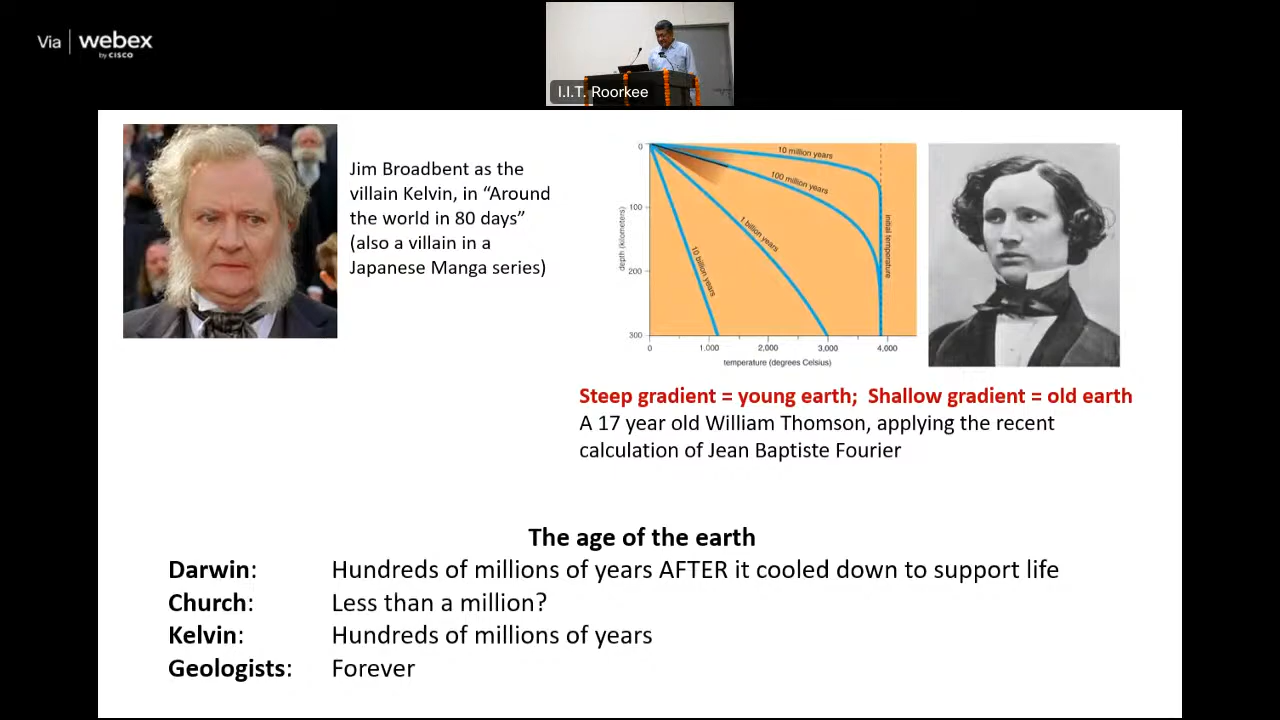 Via webex
by CISCO
I.I.T. Roorkee
Jim Broadbent as the
villain Kelvin, in “Around
the world in 80 days”
(also a villain in a
Japanese Manga series)
0
100
200
300
depth (kilometers)
10 million years
100 million years
1 billion years
10 billion years
initial temperature
0 1,000 2,000 3,000 4,000
temperature (degrees Celsius)
Steep gradient = young earth; Shallow gradient = old earth
A 17 year old William Thomson, applying the recent
calculation of Jean Baptiste Fourier
The age of the earth
Darwin: Hundreds of millions of years AFTER it cooled down to support life
Church: Less than a million?
Kelvin: Hundreds of millions of years
Geologists: Forever